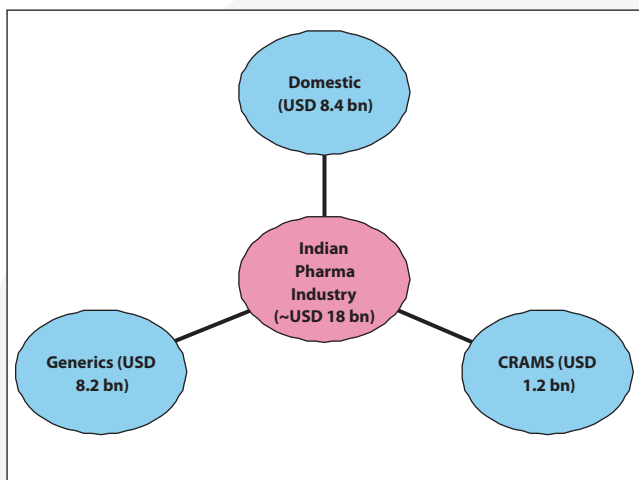 Domestic
(USD 8.4 bn)
Indian
Pharma
Industry
(~USD 18 bn)
Generics (USD
8.2 bn)
CRAMS (USD
1.2 bn)